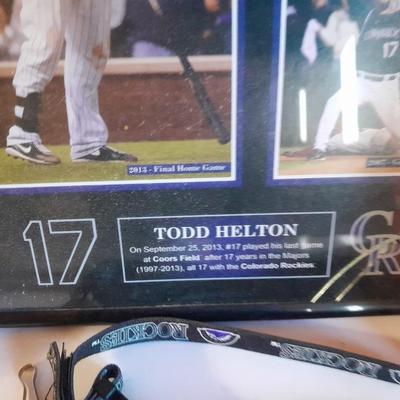 17
2013 - Final Home Game
17
TODD HELTON
On September 25, 2013, #17 played his last game
at Coors Field after 17 years in the Majors
(1997-2013), all 17 with the Colorado Rockies.
CR
ROCKIES
ROCKIES